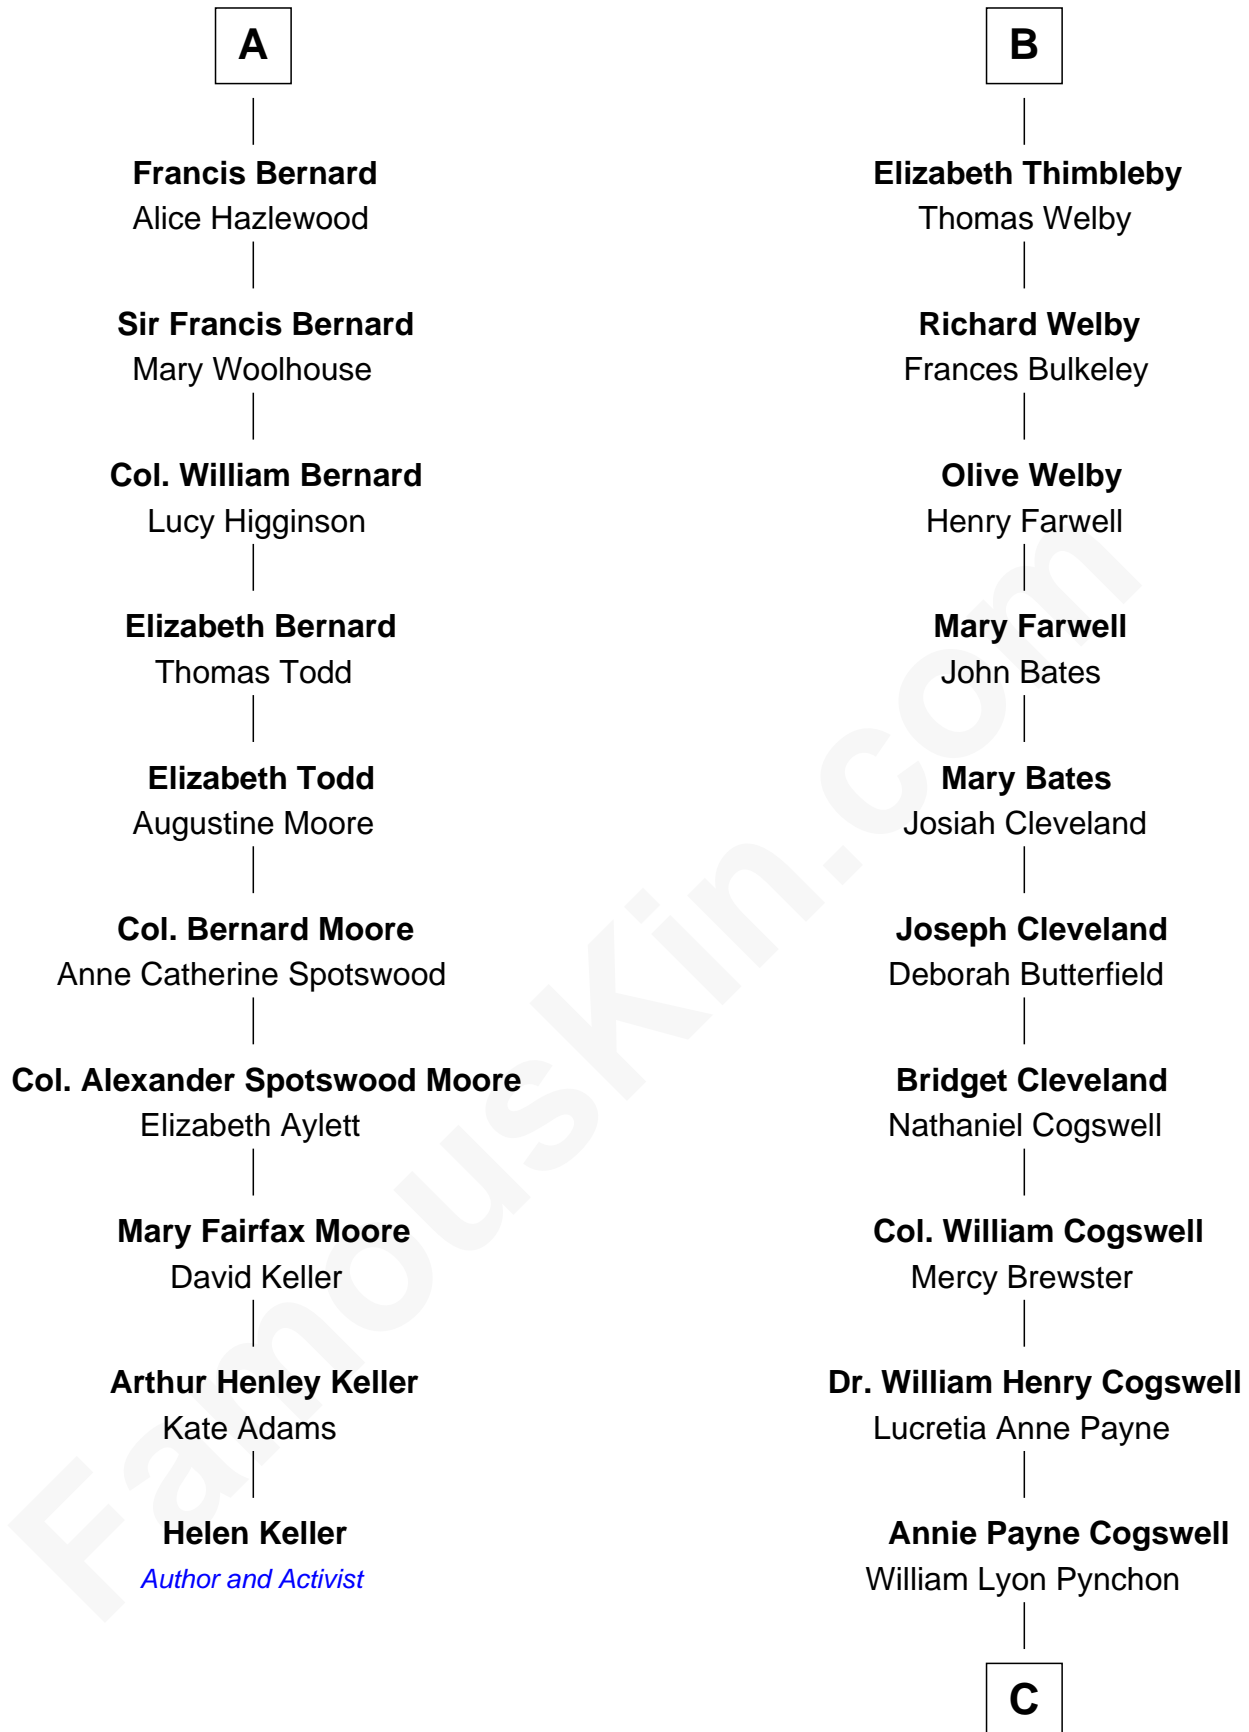 A
Francis Bernard
Alice Hazlewood
Sir Francis Bernard
Mary Woolhouse
Col. William Bernard
Lucy Higginson
Elizabeth Bernard
Thomas Todd
Elizabeth Todd
Augustine Moore
Col. Bernard Moore
Anne Catherine Spotswood
Col. Alexander Spotswood Moore
Elizabeth Aylett
Mary Fairfax Moore
David Keller
Arthur Henley Keller
Kate Adams
Helen Keller
Author and Activist
B
Elizabeth Thimbleby
Thomas Welby
Richard Welby
Frances Bulkeley
Olive Welby
Henry Farwell
Mary Farwell
John Bates
Mary Bates
Josiah Cleveland
Joseph Cleveland
Deborah Butterfield
Bridget Cleveland
Nathaniel Cogswell
Col. William Cogswell
Mercy Brewster
Dr. William Henry Cogswell
Lucretia Anne Payne
Annie Payne Cogswell
William Lyon Pynchon
C
FamousKin.com